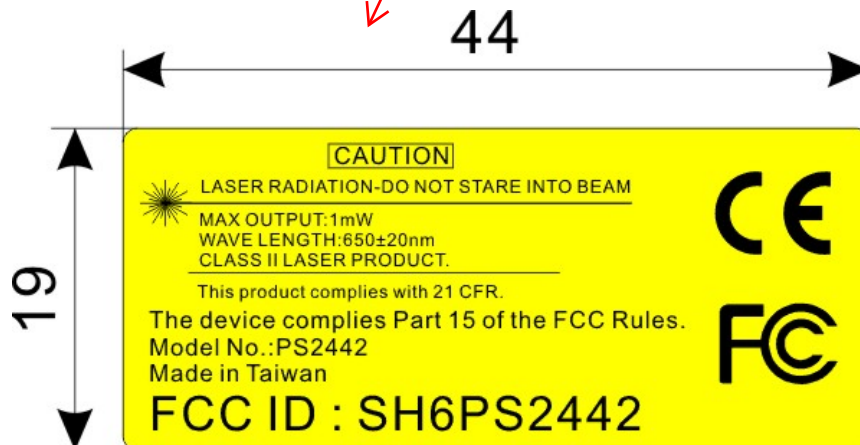 44
19
CAUTION
LASER RADIATION-DO NOT STARE INTO BEAM
MAX OUTPUT:1mW
WAVE LENGTH:650±20nm
CLASS II LASER PRODUCT.
This product complies with 21 CFR.
The device complies Part 15 of the FCC Rules.
Model No.:PS2442
Made in Taiwan
FCC ID : SH6PS2442
CE
FC